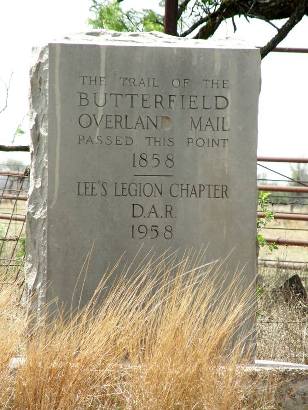 THE TRAIL OF THE
BUTTERFIELD
OVERLAND MAIL
PASSED THIS POINT
1858
LEE'S LEGION CHAPTER
D.A.R.
1958